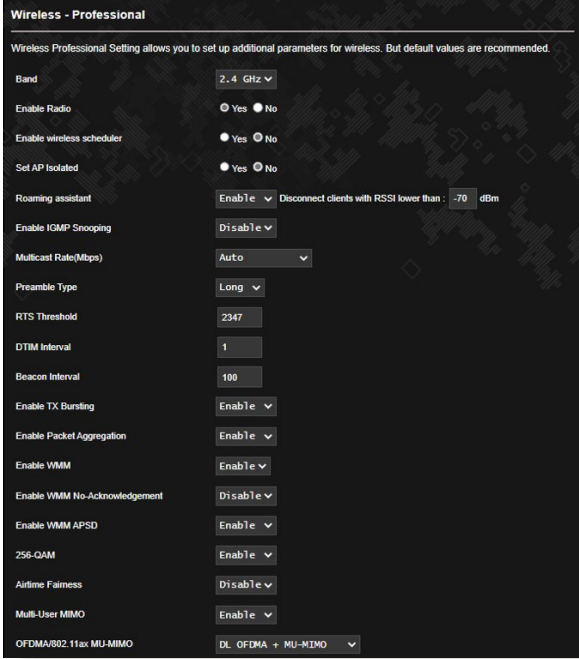 Wireless - Professional
Wireless Professional Setting allows you to set up additional parameters for wireless. But default values are recommended.
Band 2.4 GHz
Enable Radio Yes No
Enable wireless scheduler Yes No
Set AP Isolated Yes No
Roaming assistant Enable Disconnect clients with RSSI lower than : -70 dBm
Enable IGMP Snooping Disable
Multicast Rate(Mbps) Auto
Preamble Type Long
RTS Threshold 2347
DTIM Interval 1
Beacon Interval 100
Enable TX Bursting Enable
Enable Packet Aggregation Enable
Enable WMM Enable
Enable WMM No-Acknowledgement Disable
Enable WMM APSD Enable
256-QAM Enable
Airtime Fairness Disable
Multi-User MIMO Enable
OFDMA/802.11ax MU-MIMO DL OFDMA + MU-MIMO